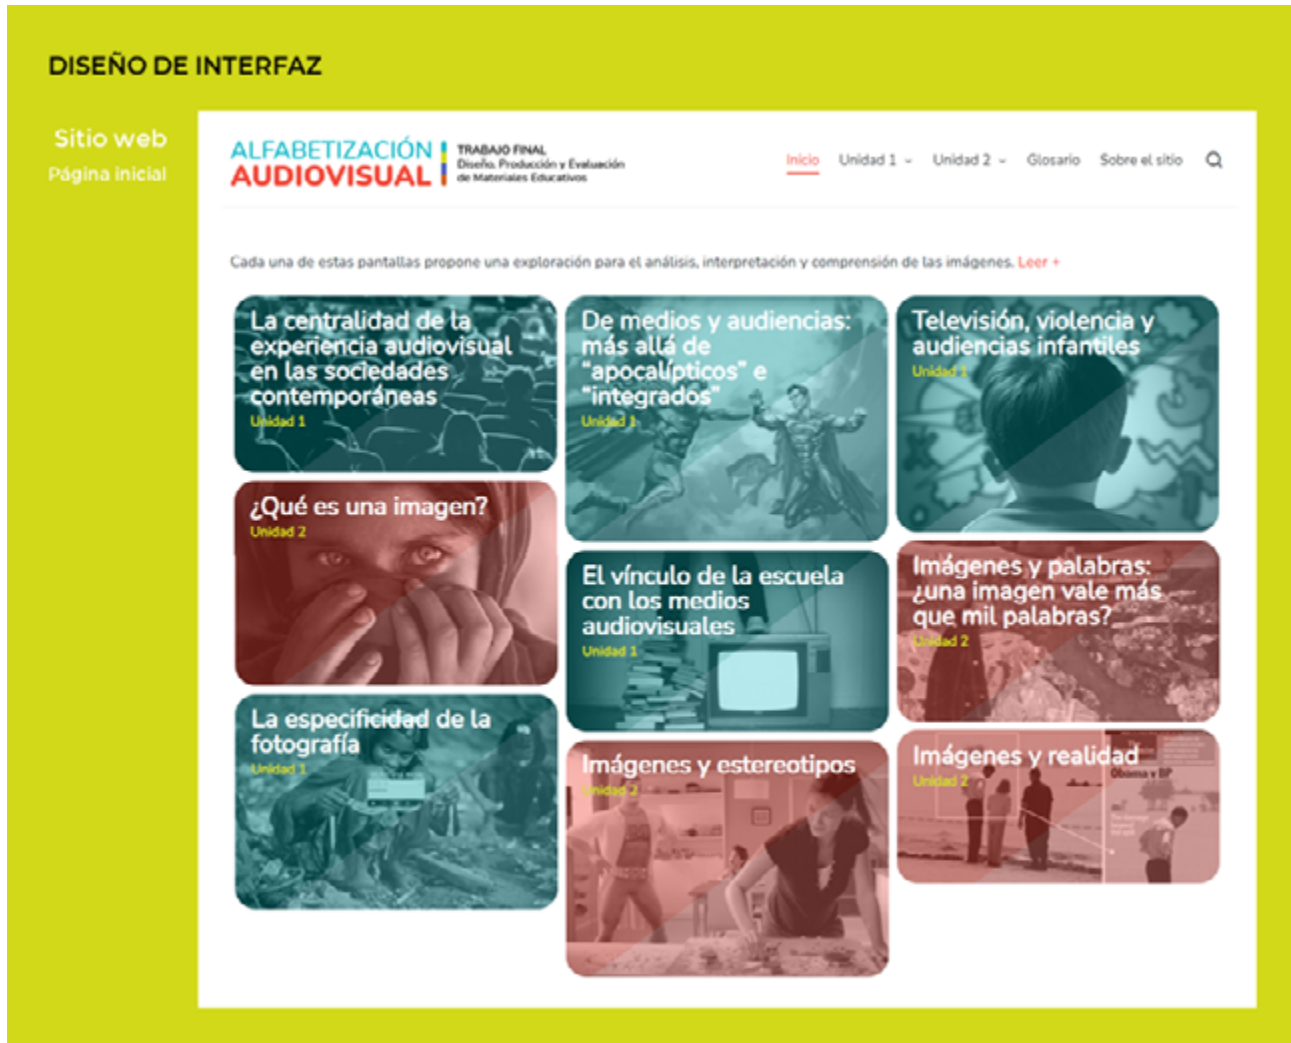 DISEÑO DE INTERFAZ
Sitio web
Página inicial
ALFABETIZACIÓN
AUDIOVISUAL
TRABAJO FINAL
Diseño, Producción y Evaluación
de Materiales Educativos
Inicio
Unidad 1
Unidad 2
Glosario
Sobre el sitio
Cada una de estas pantallas propone una exploración para el análisis, interpretación y comprensión de las imágenes. Leer +
La centralidad de la
experiencia audiovisual
en las sociedades
contemporáneas
Unidad 1
De medios y audiencias:
más allá de
“apocalípticos” e
“integrados”
Unidad 1
Televisión, violencia y
audiencias infantiles
Unidad 1
¿Qué es una imagen?
Unidad 2
El vínculo de la escuela
con los medios
audiovisuales
Unidad 1
Imágenes y palabras:
¿una imagen vale más
que mil palabras?
Unidad 2
La especificidad de la
fotografía
Unidad 1
Imágenes y estereotipos
Unidad 2
Imágenes y realidad
Unidad 2
Obama v BP